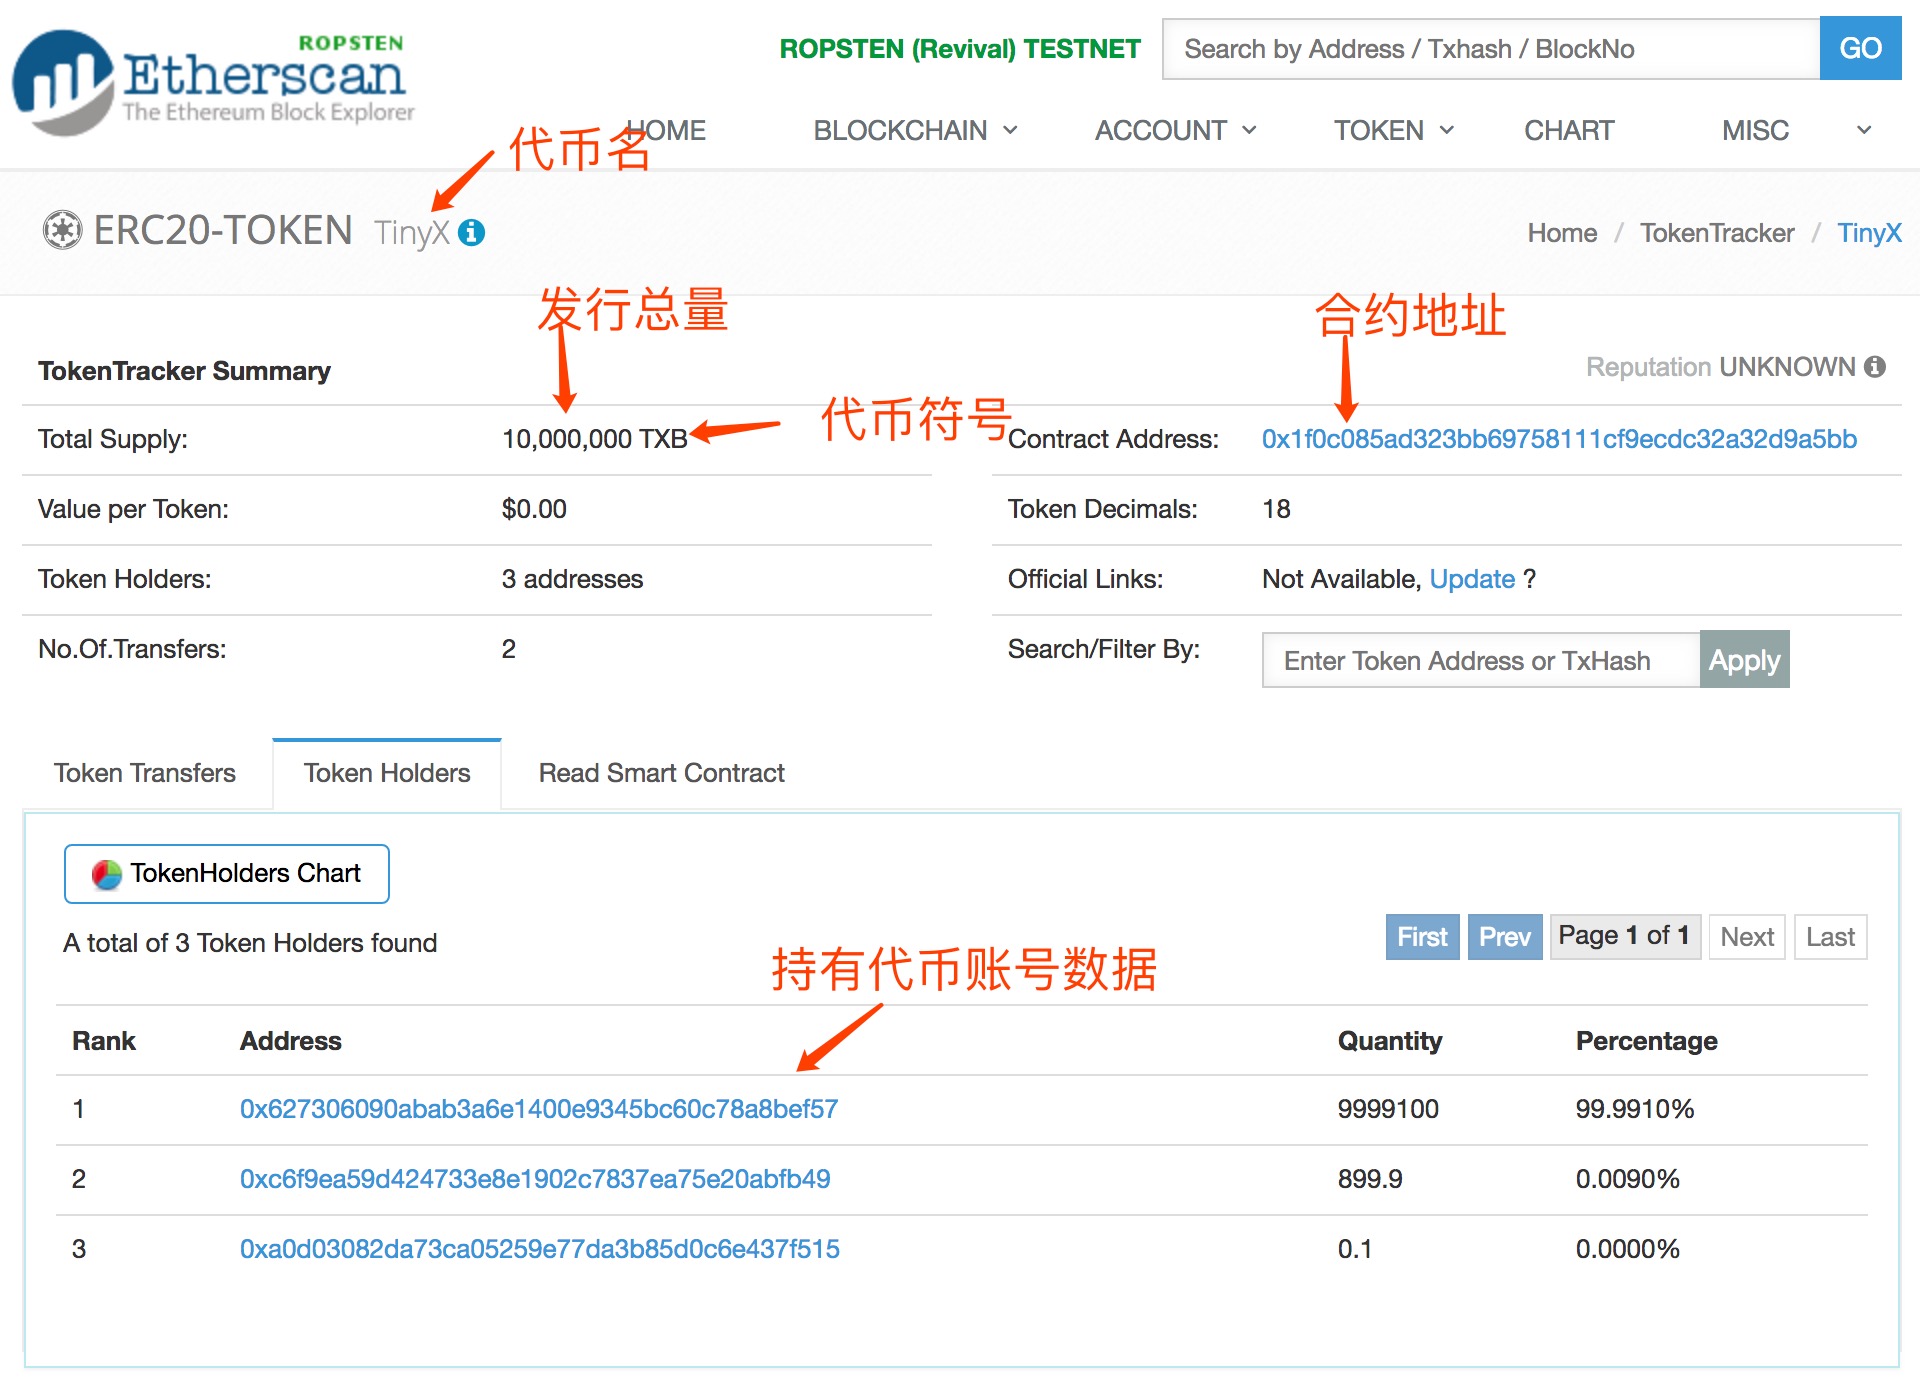 ROPSTEN
Etherscan
The Ethereum Block Explorer
ROPSTEN (Revival) TESTNET
Search by Address / Txhash / BlockNo
GO
HOME
BLOCKCHAIN
ACCOUNT
TOKEN
CHART
MISC
代币名
ERC20-TOKEN TinyX
Home / TokenTracker / TinyX
发行总量
合约地址
TokenTracker Summary
Reputation UNKNOWN
代币符号
Total Supply: 10,000,000 TXB
Contract Address: 0x1f0c085ad323bb69758111cf9ecdc32a32d9a5bb
Value per Token: $0.00
Token Decimals: 18
Token Holders: 3 addresses
Official Links: Not Available, Update ?
No.Of.Transfers: 2
Search/Filter By: Enter Token Address or TxHash Apply
Token Transfers
Token Holders
Read Smart Contract
TokenHolders Chart
A total of 3 Token Holders found
First Prev Page 1 of 1 Next Last
持有代币账号数据
Rank Address Quantity Percentage
1 0x627306090abab3a6e1400e9345bc60c78a8bef57 9999100 99.9910%
2 0xc6f9ea59d424733e8e1902c7837ea75e20abfb49 899.9 0.0090%
3 0xa0d03082da73ca05259e77da3b85d0c6e437f515 0.1 0.0000%